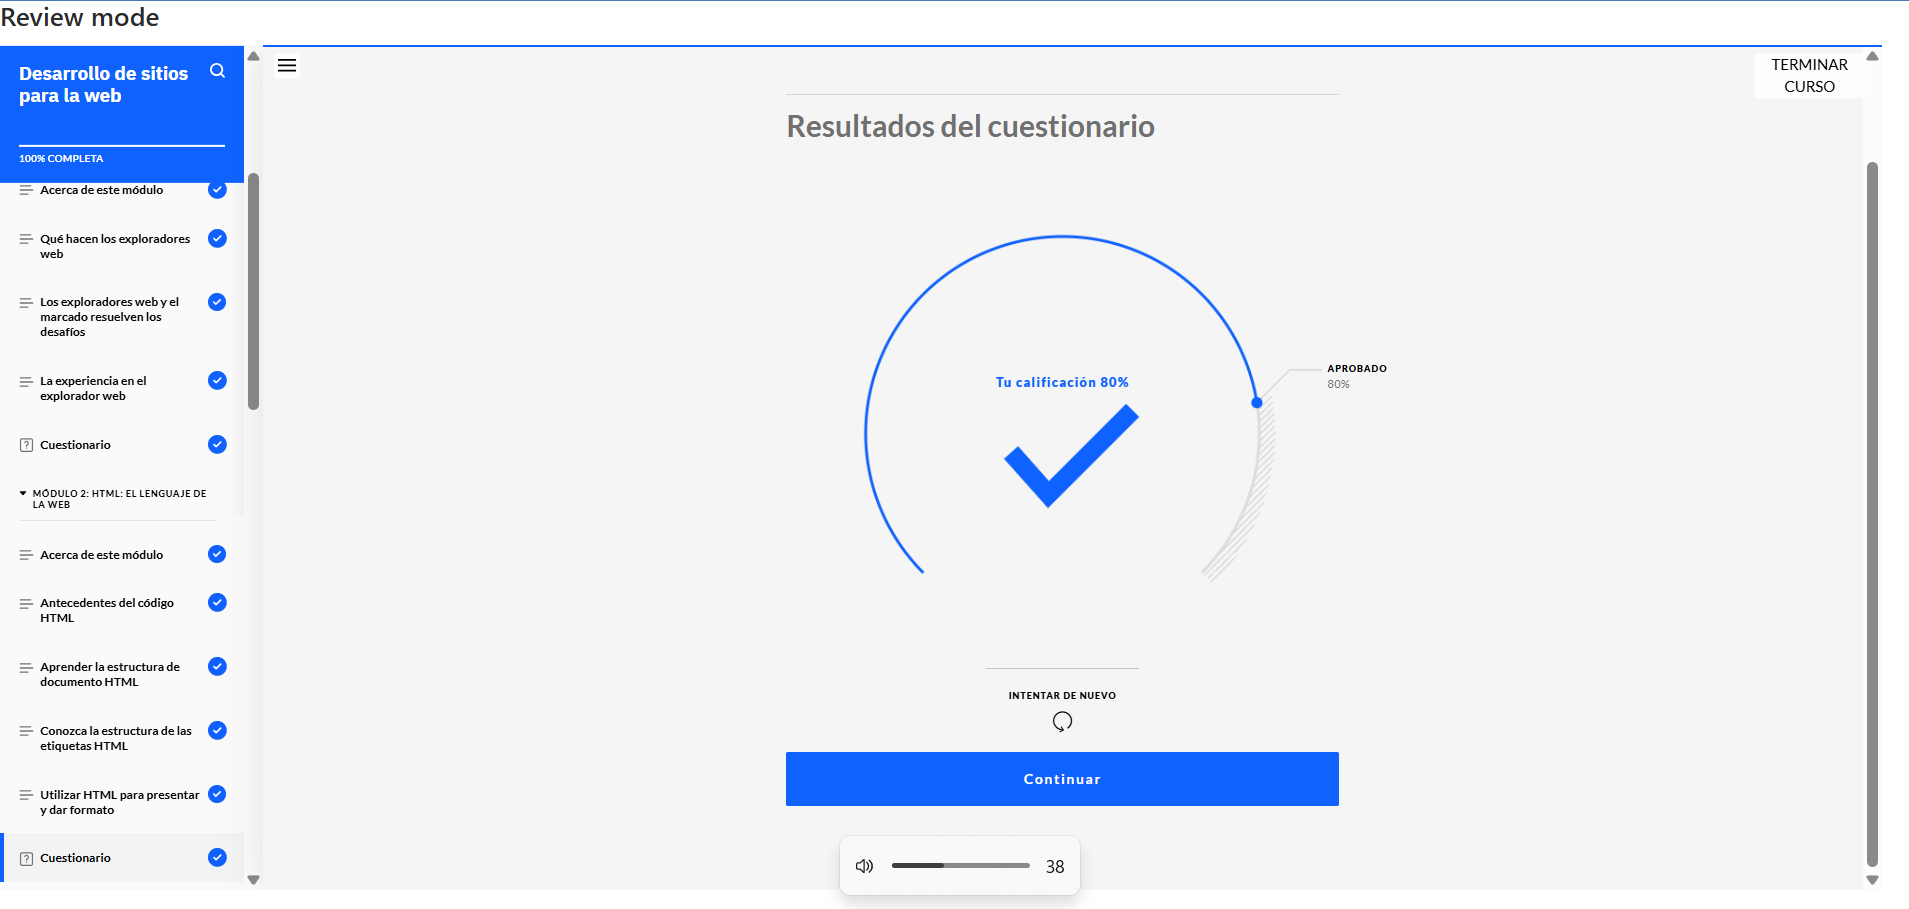 Review mode
Desarrollo de sitios
para la web
100% COMPLETA
Acerca de este módulo
Qué hacen los exploradores
web
Los exploradores web y el
marcado resuelven los
desafíos
La experiencia en el
explorador web
Cuestionario
MÓDULO 2: HTML: EL LENGUAJE DE
LA WEB
Acerca de este módulo
Antecedentes del código
HTML
Aprender la estructura de
documento HTML
Conozca la estructura de las
etiquetas HTML
Utilizar HTML para presentar
y dar formato
Cuestionario
TERMINAR
CURSO
Resultados del cuestionario
Tu calificación 80%
APROBADO
80%
INTENTAR DE NUEVO
Continuar
38